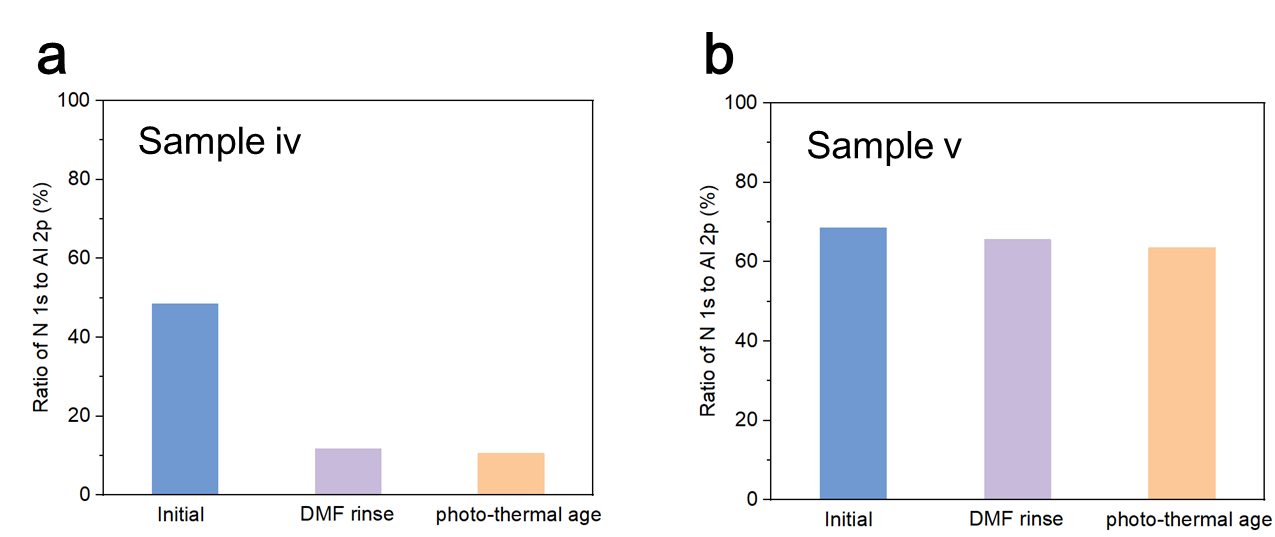 a
Sample iv
Ratio of N 1s to Al 2p (%)
100
80
60
40
20
0
Initial
DMF rinse
photo-thermal age
b
Sample v
Ratio of N 1s to Al 2p (%)
100
80
60
40
20
0
Initial
DMF rinse
photo-thermal age